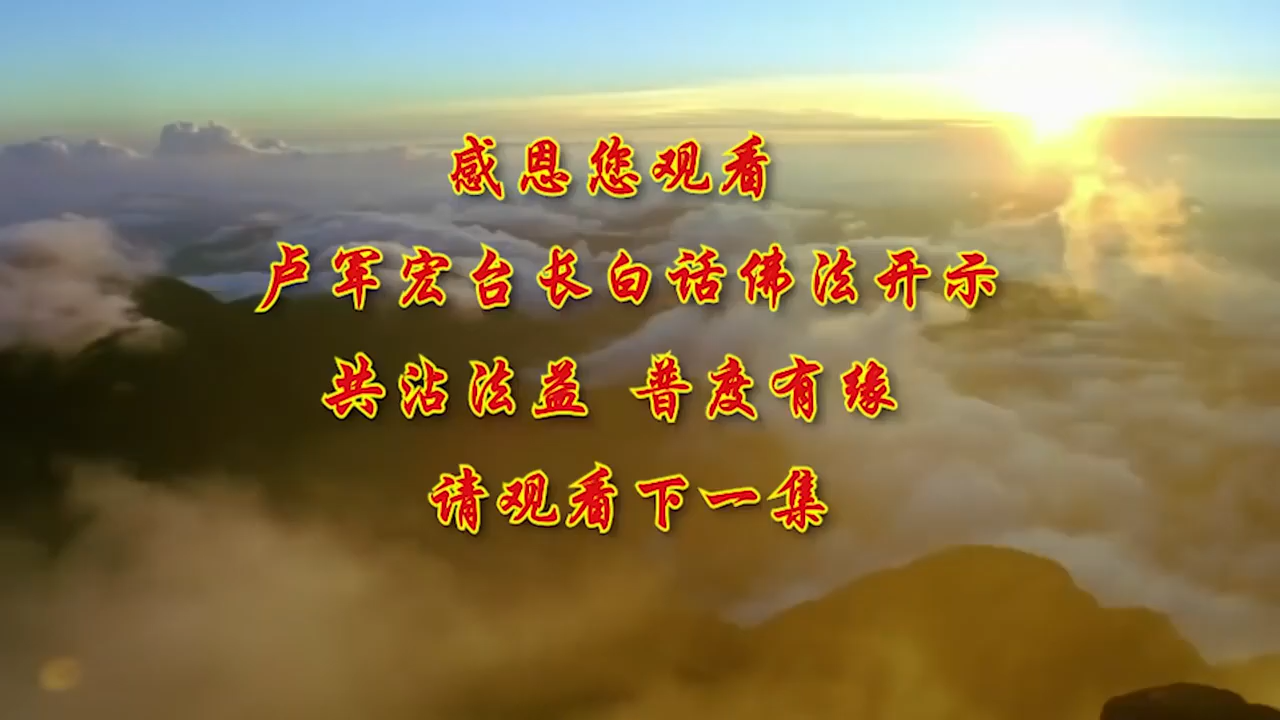 感恩您观看
卢军宏台长白话佛法开示
共沾法益 普度有缘
请观看下一集